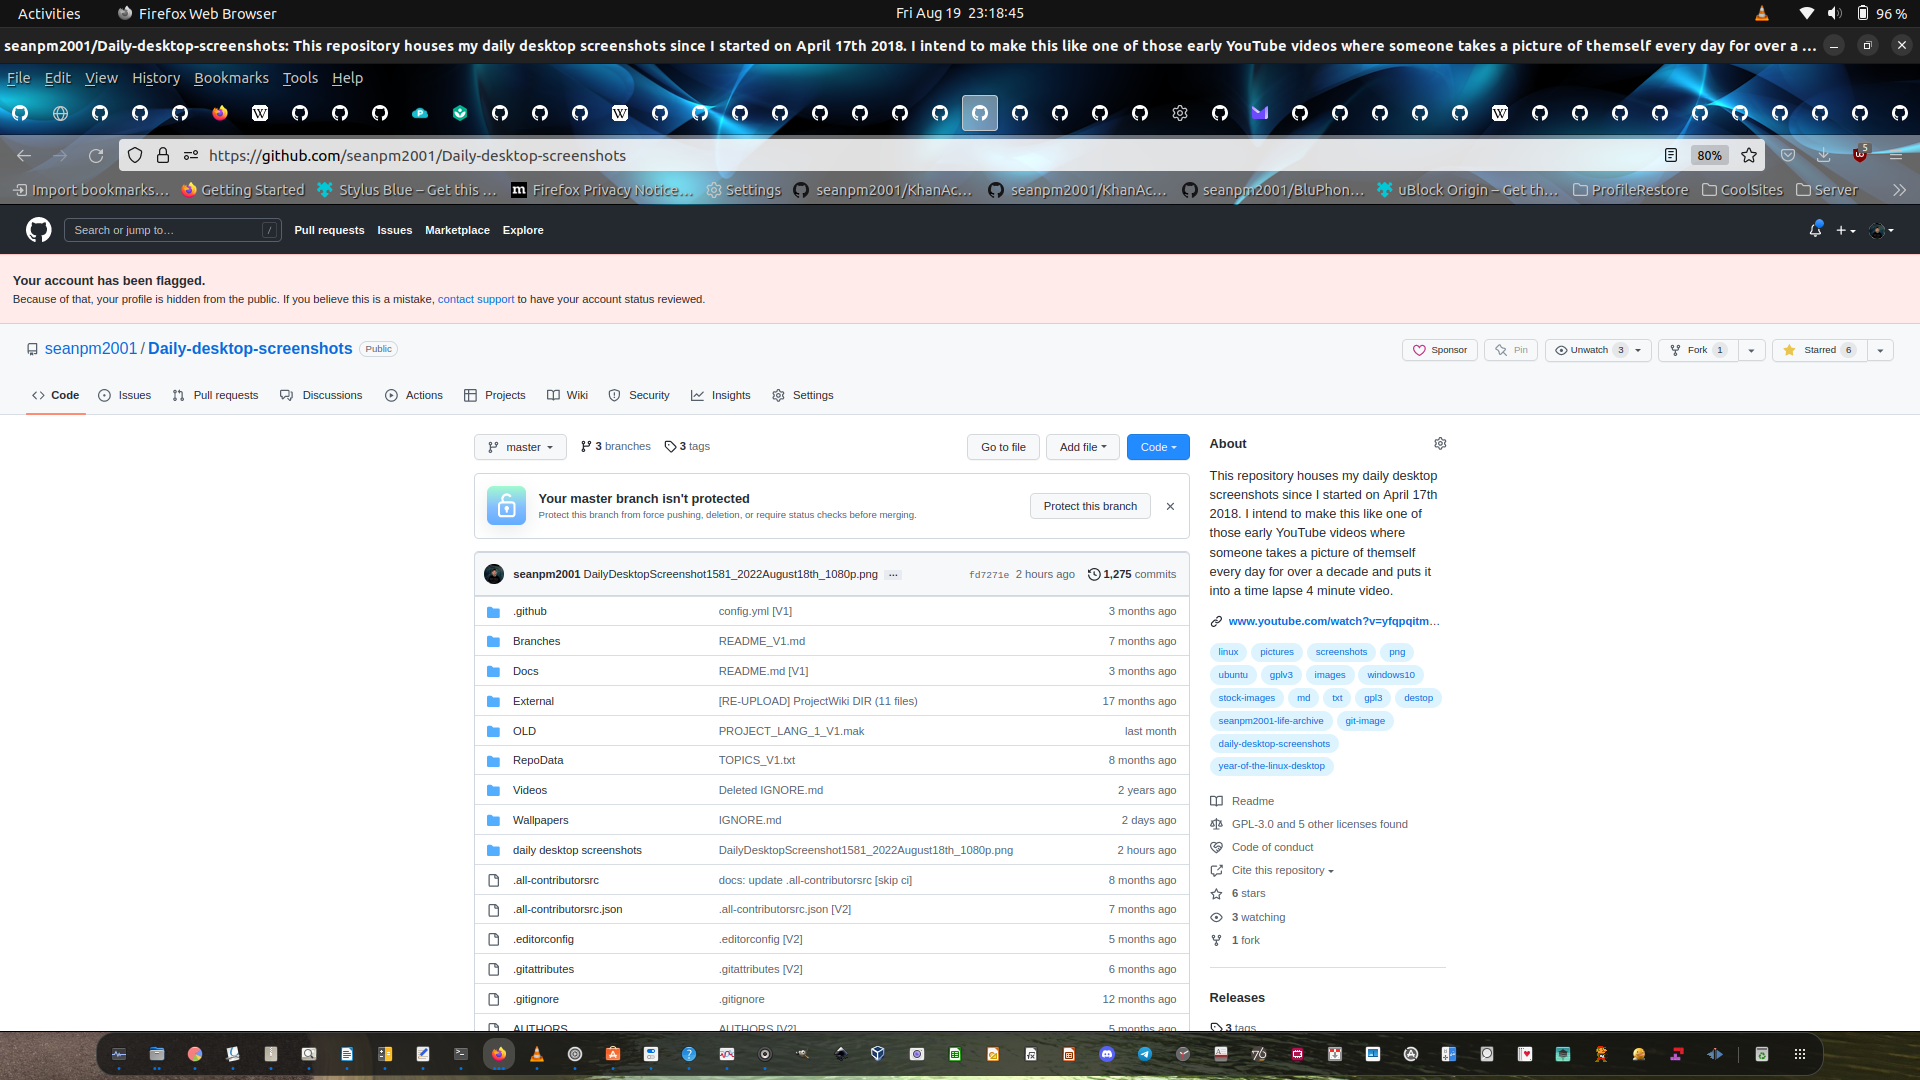 Activities Firefox Web Browser Fri Aug 19 23:18:45 96 %
seanpm2001/Daily-desktop-screenshots: This repository houses my daily desktop screenshots since I started on April 17th 2018. I intend to make this like one of those early YouTube videos where someone takes a picture of themself every day for over a ...
File Edit View History Bookmarks Tools Help
https://github.com/seanpm2001/Daily-desktop-screenshots 80% 5
Import bookmarks... Getting Started Stylus Blue – Get this ... Firefox Privacy Notice... Settings seanpm2001/KhanAc... seanpm2001/KhanAc... seanpm2001/BluPhon... uBlock Origin – Get th... ProfileRestore CoolSites Server
Search or jump to... / Pull requests Issues Marketplace Explore
Your account has been flagged.
Because of that, your profile is hidden from the public. If you believe this is a mistake, contact support to have your account status reviewed.
seanpm2001 / Daily-desktop-screenshots Public Sponsor Pin Unwatch 3 Fork 1 Starred 6
Code Issues Pull requests Discussions Actions Projects Wiki Security Insights Settings
master 3 branches 3 tags Go to file Add file Code
Your master branch isn't protected
Protect this branch from force pushing, deletion, or require status checks before merging.
Protect this branch
seanpm2001 DailyDesktopScreenshot1581_2022August18th_1080p.png ... fd7271e 2 hours ago 1,275 commits
.github config.yml [V1] 3 months ago
Branches README_V1.md 7 months ago
Docs README.md [V1] 3 months ago
External [RE-UPLOAD] ProjectWiki DIR (11 files) 17 months ago
OLD PROJECT_LANG_1_V1.mak last month
RepoData TOPICS_V1.txt 8 months ago
Videos Deleted IGNORE.md 2 years ago
Wallpapers IGNORE.md 2 days ago
daily desktop screenshots DailyDesktopScreenshot1581_2022August18th_1080p.png 2 hours ago
.all-contributorsrc docs: update .all-contributorsrc [skip ci] 8 months ago
.all-contributorsrc.json .all-contributorsrc.json [V2] 7 months ago
.editorconfig .editorconfig [V2] 5 months ago
.gitattributes .gitattributes [V2] 6 months ago
.gitignore .gitignore 12 months ago
AUTHORS AUTHORS [V2] 5 months ago
About
This repository houses my daily desktop
screenshots since I started on April 17th
2018. I intend to make this like one of
those early YouTube videos where
someone takes a picture of themself
every day for over a decade and puts it
into a time lapse 4 minute video.
www.youtube.com/watch?v=yfqpqitm...
linux pictures screenshots png
ubuntu gplv3 images windows10
stock-images md txt gpl3 destop
seanpm2001-life-archive git-image
daily-desktop-screenshots
year-of-the-linux-desktop
Readme
GPL-3.0 and 5 other licenses found
Code of conduct
Cite this repository
6 stars
3 watching
1 fork
Releases
3 tags